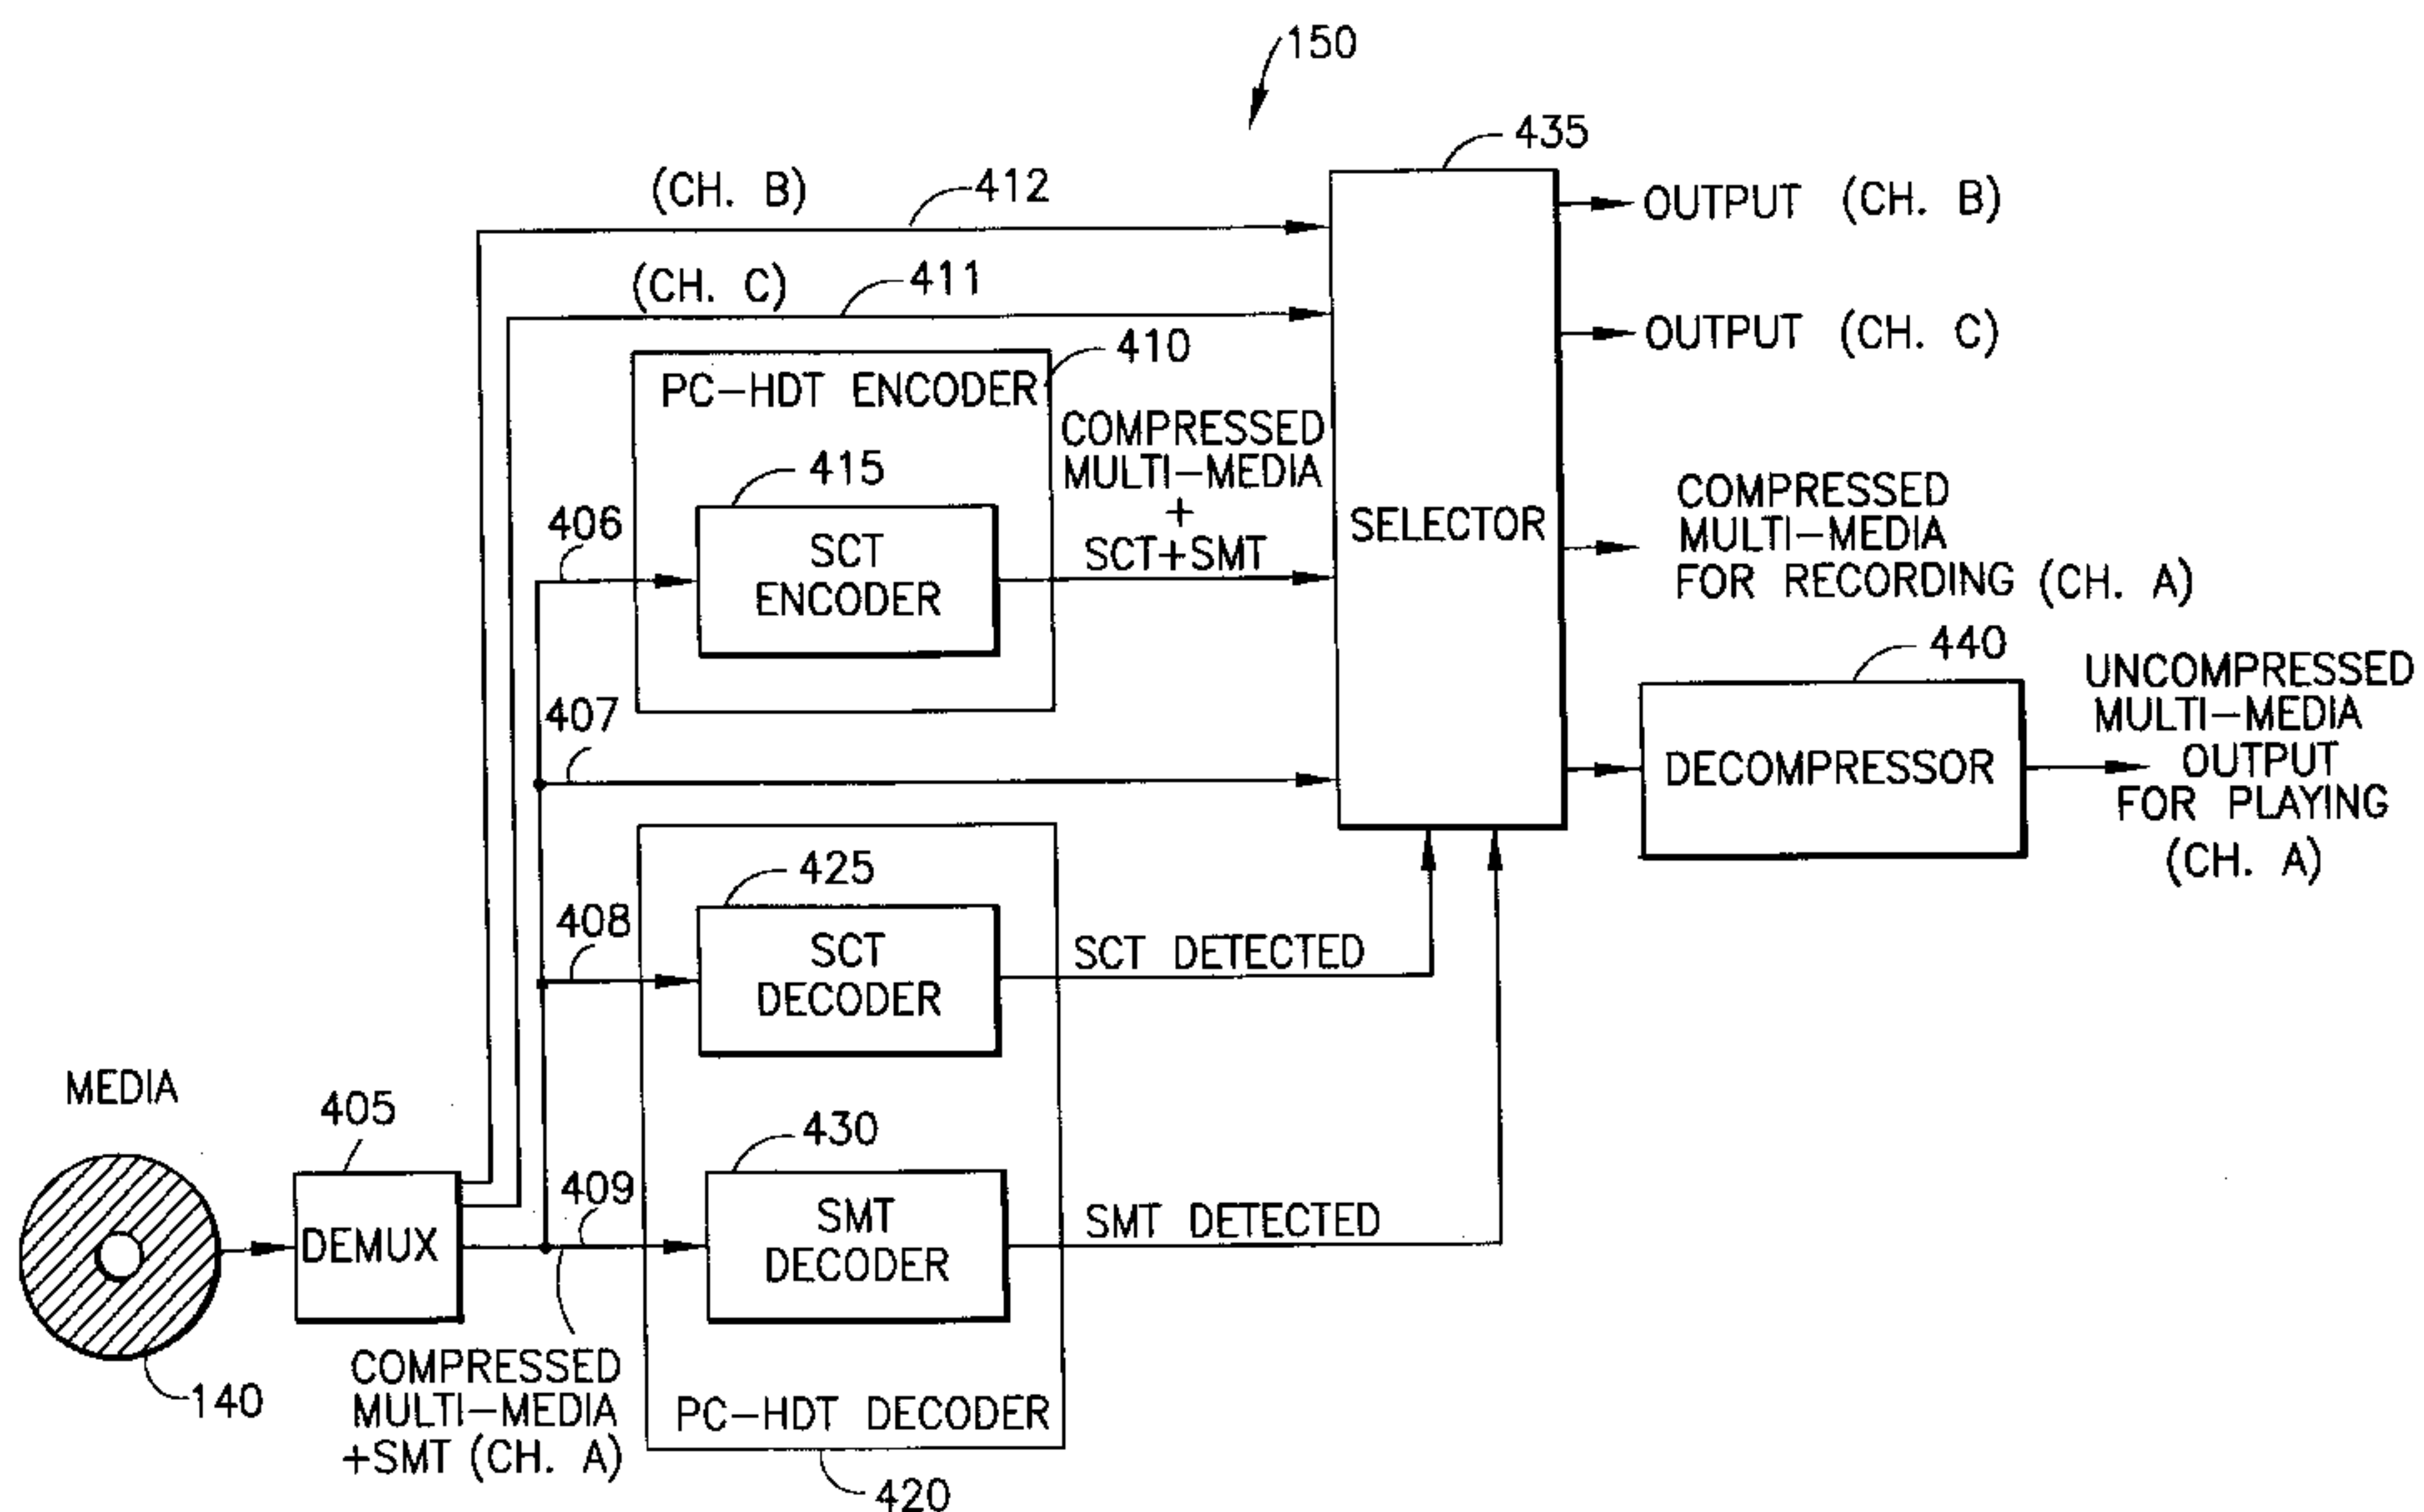 150
435
(CH. B)
412
OUTPUT (CH. B)
(CH. C)
411
OUTPUT (CH. C)
410
PC-HDT ENCODER
COMPRESSED
MULTI-MEDIA
+
SCT+SMT
415
SCT
ENCODER
406
SELECTOR
COMPRESSED
MULTI-MEDIA
FOR RECORDING (CH. A)
440
DECOMPRESSOR
UNCOMPRESSED
MULTI-MEDIA
OUTPUT
FOR PLAYING
(CH. A)
407
425
408
SCT
DECODER
SCT DETECTED
MEDIA
405
DEMUX
430
409
SMT
DECODER
SMT DETECTED
140
COMPRESSED
MULTI-MEDIA
+SMT (CH. A)
PC-HDT DECODER
420